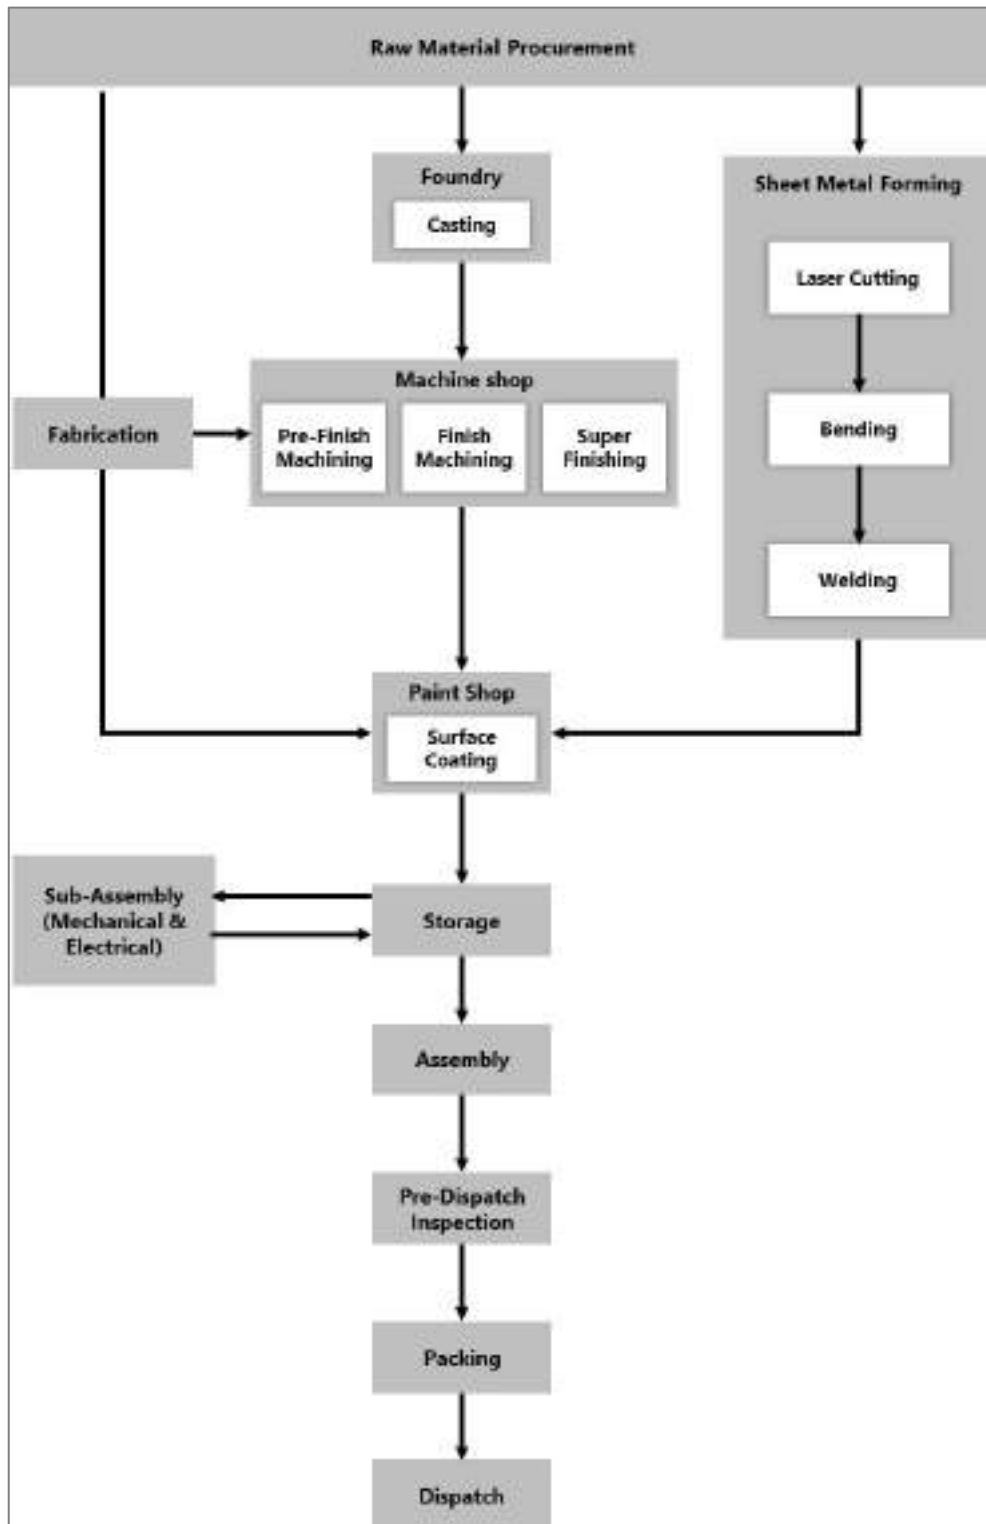 Raw Material Procurement
Foundry
Casting
Sheet Metal Forming
Laser Cutting
Bending
Welding
Machine shop
Pre-Finish
Machining
Finish
Machining
Super
Finishing
Fabrication
Paint Shop
Surface
Coating
Sub-Assembly
(Mechanical &
Electrical)
Storage
Assembly
Pre-Dispatch
Inspection
Packing
Dispatch